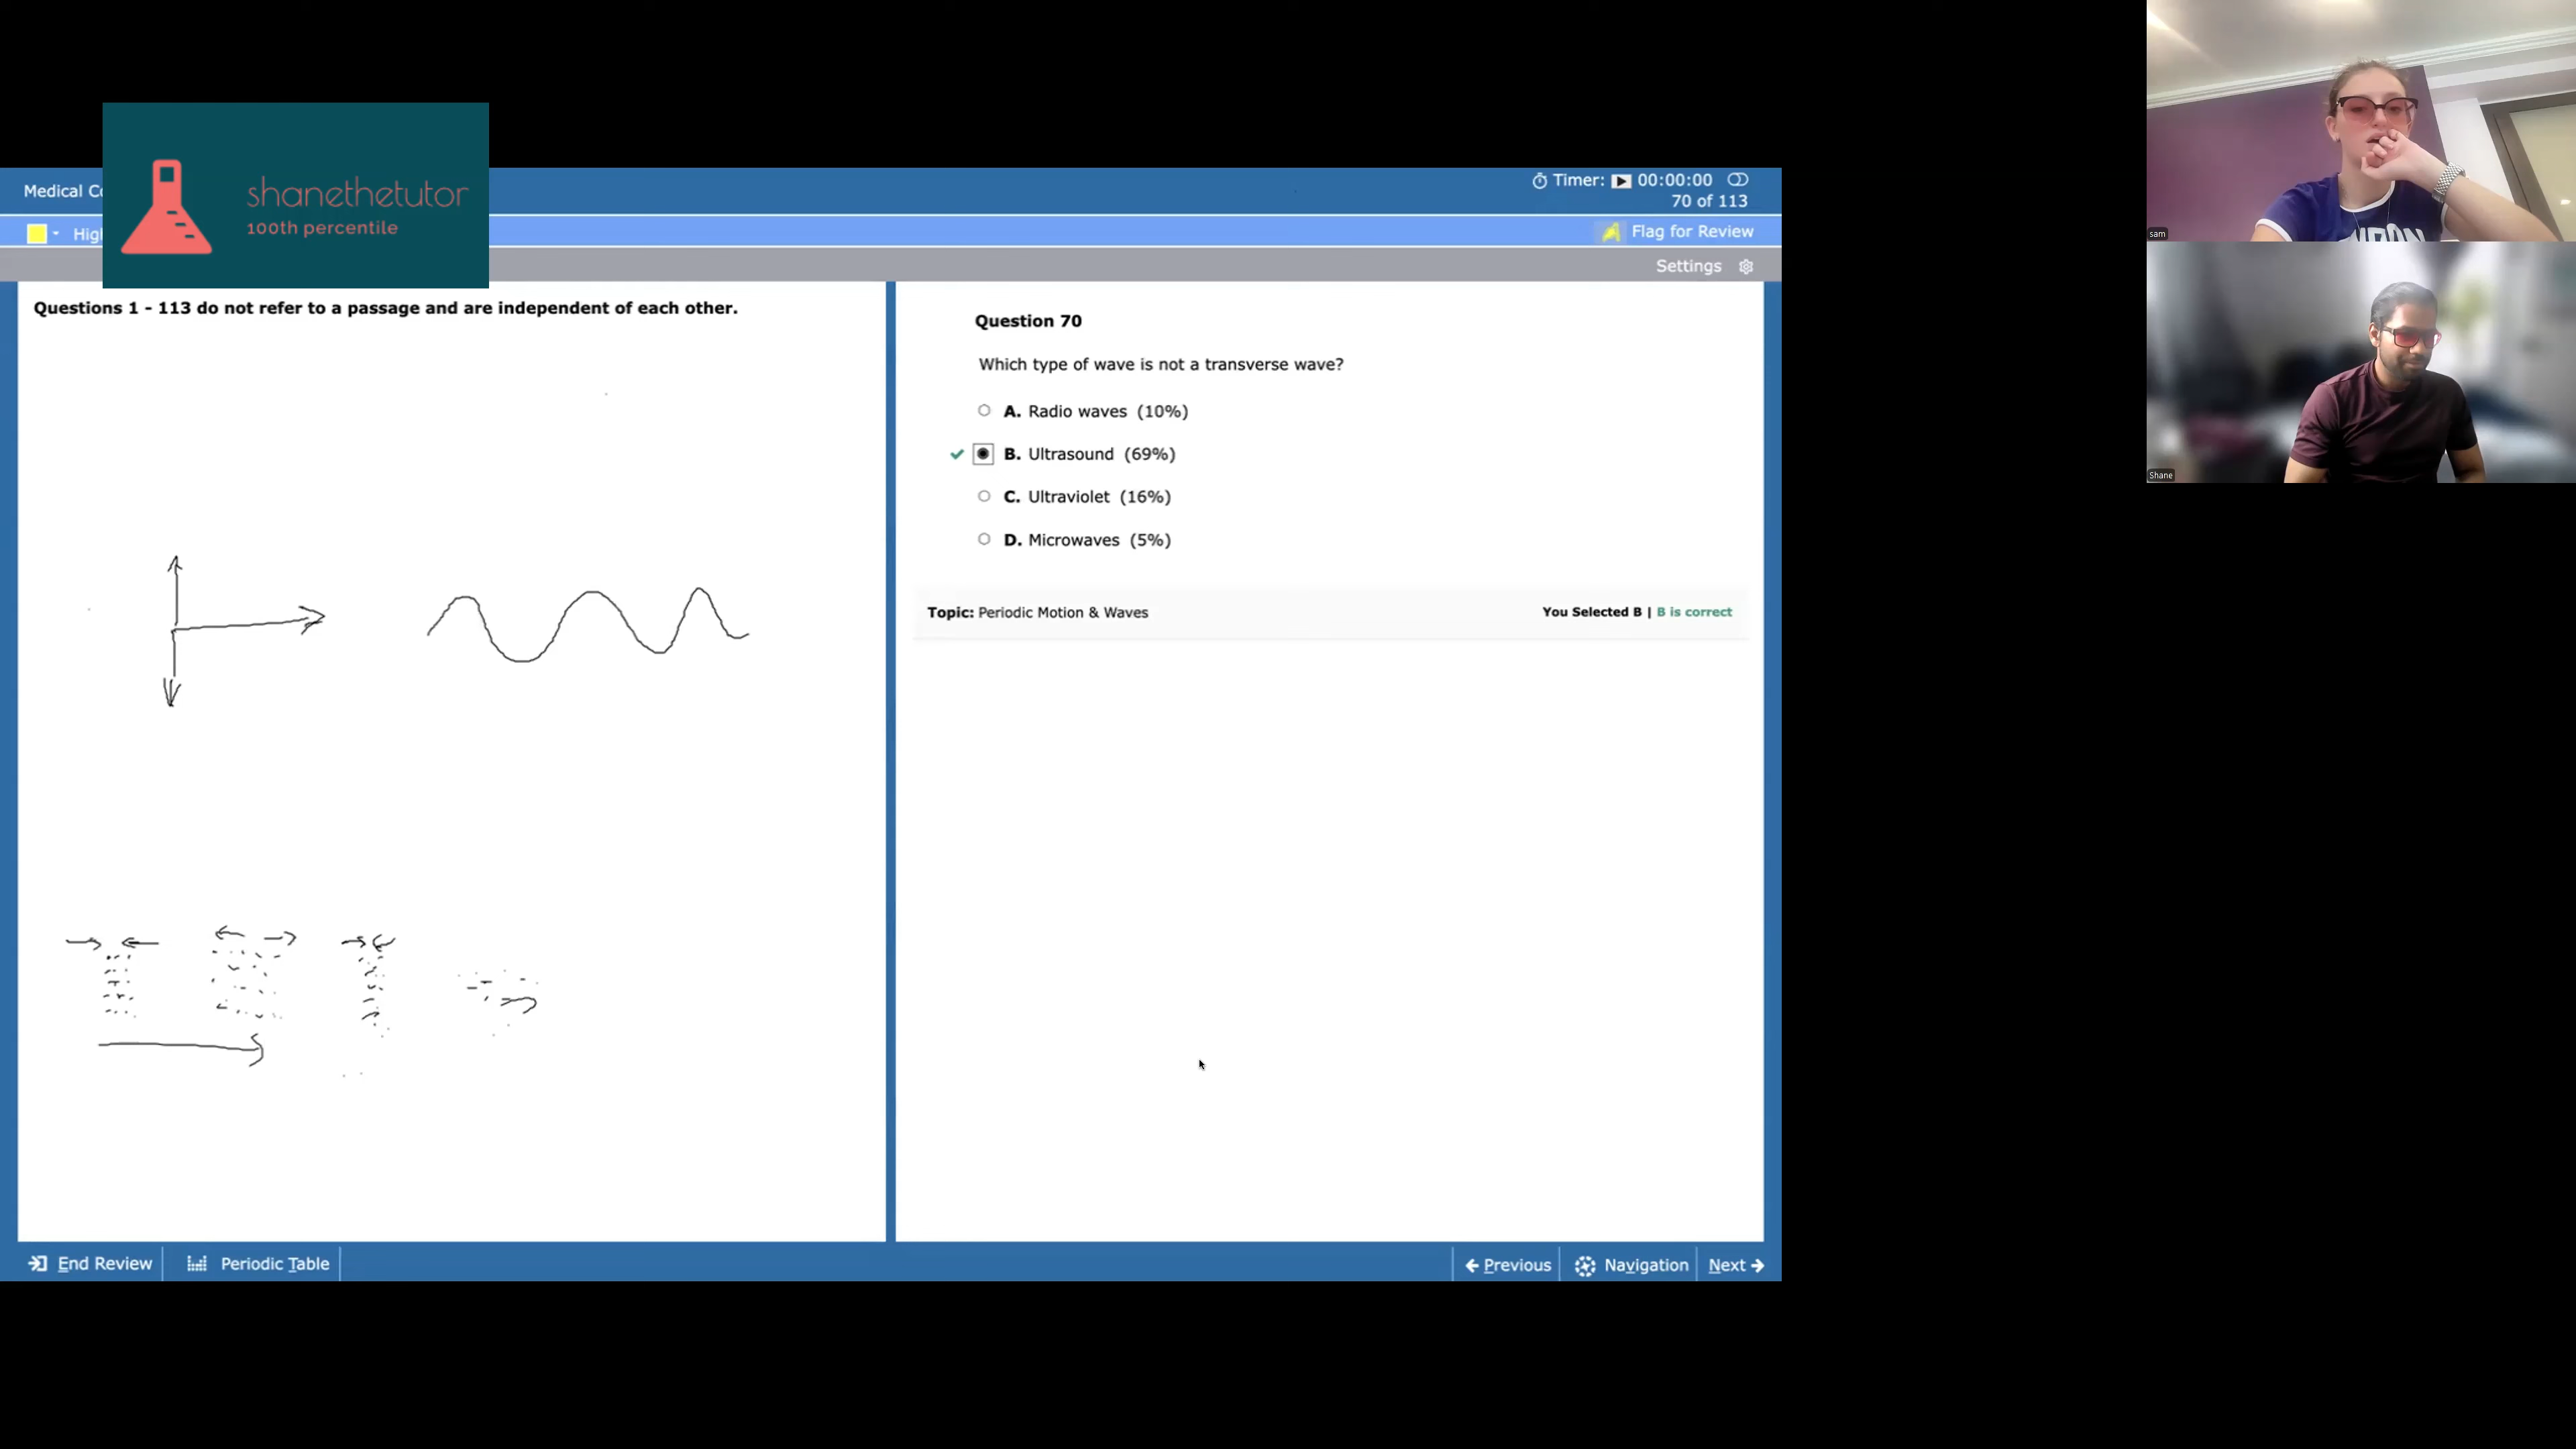 Medical Co
shanethetutor
100th percentile
Timer: 00:00:00
70 of 113
High
Flag for Review
Settings
Questions 1 - 113 do not refer to a passage and are independent of each other.
Question 70
Which type of wave is not a transverse wave?
A. Radio waves (10%)
B. Ultrasound (69%)
C. Ultraviolet (16%)
D. Microwaves (5%)
Topic: Periodic Motion & Waves
You Selected B | B is correct
End Review
Periodic Table
Previous
Navigation
Next
sam
Shane